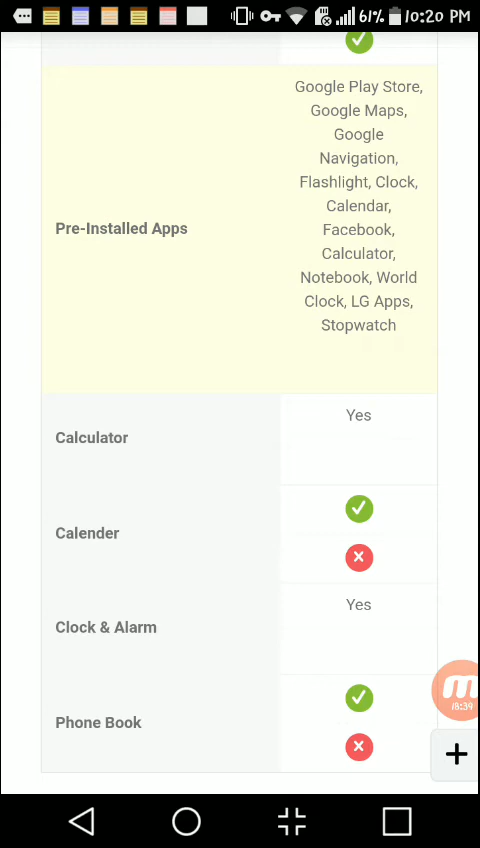 61% 10:20 PM
Google Play Store,
Google Maps,
Google
Navigation,
Flashlight, Clock,
Calendar,
Pre-Installed Apps
Facebook,
Calculator,
Notebook, World
Clock, LG Apps,
Stopwatch
Yes
Calculator
Calender
Yes
Clock & Alarm
18:39
Phone Book